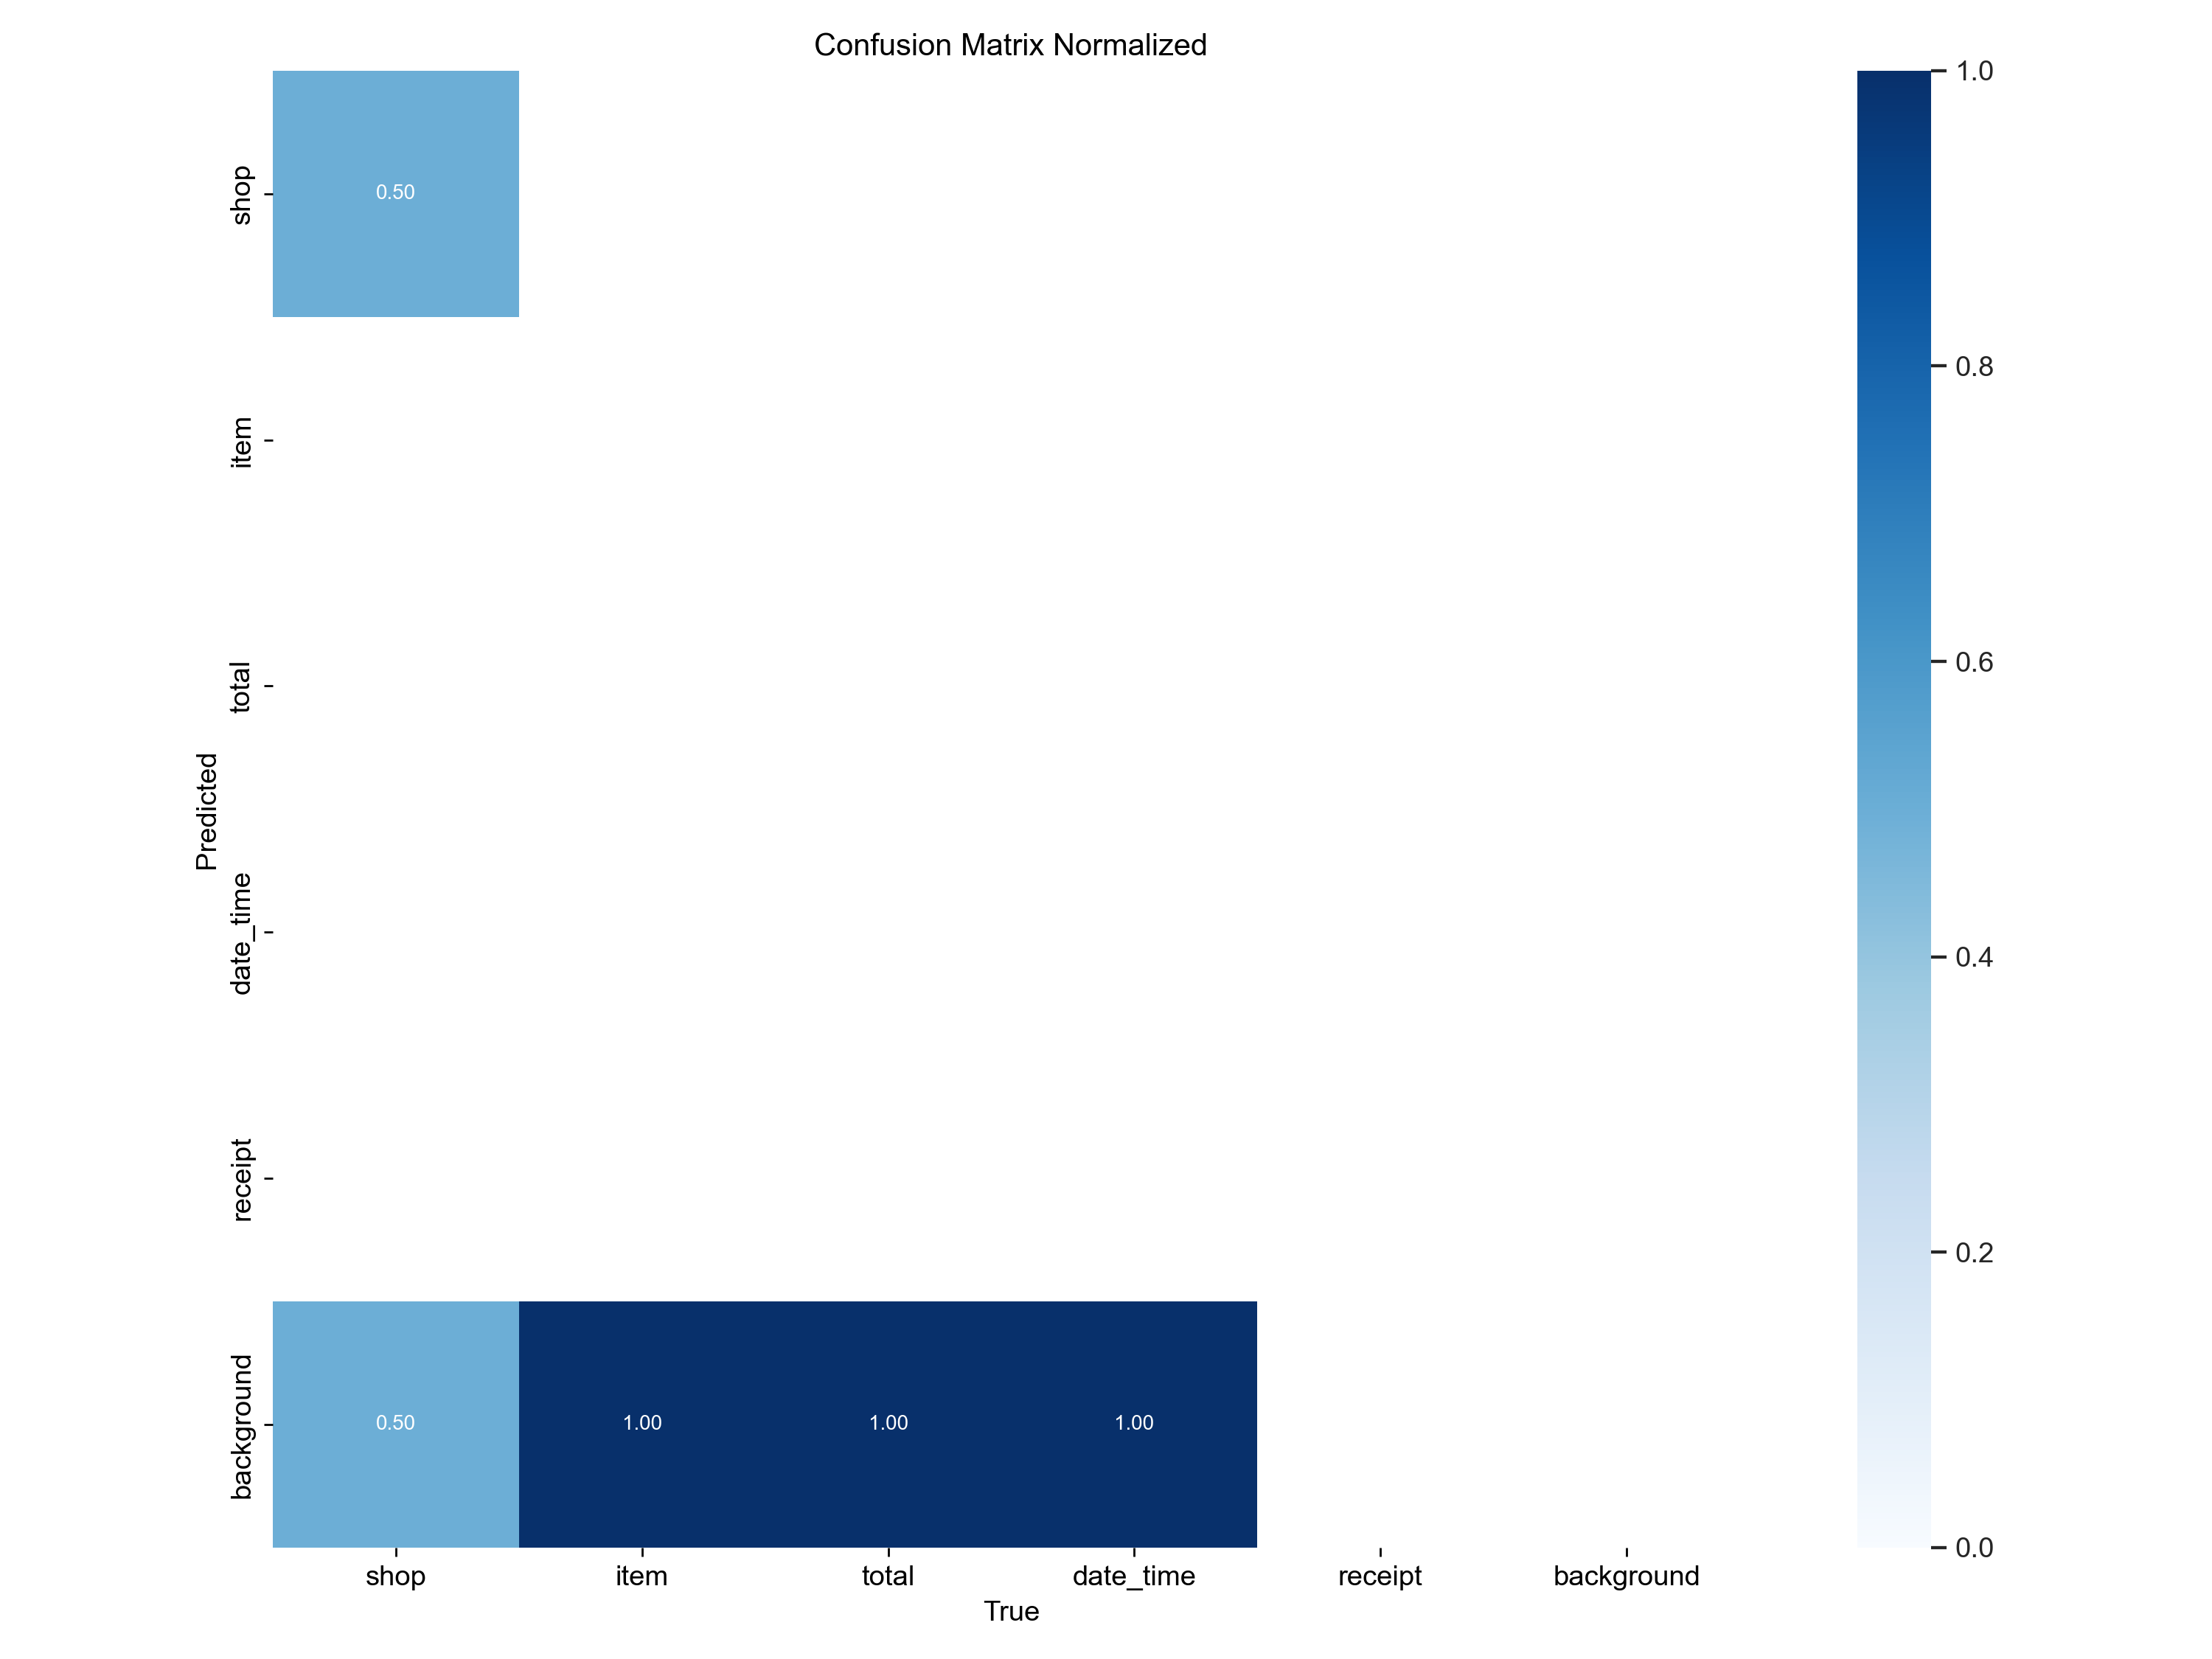 Confusion Matrix Normalized
Predicted
shop
item
total
date_time
receipt
background
0.50
0.50
1.00
1.00
1.00
shop
item
total
date_time
receipt
background
True
1.0
0.8
0.6
0.4
0.2
0.0